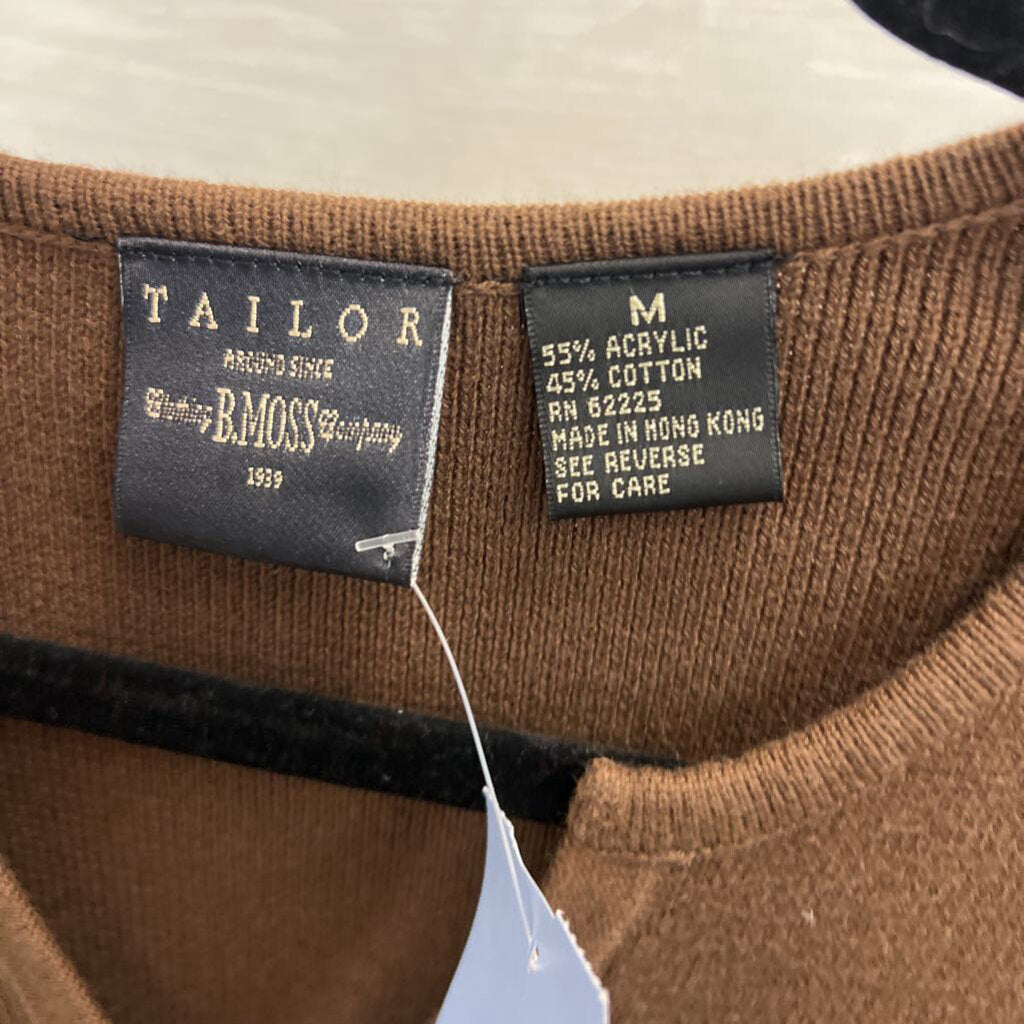 TAILOR
AROUND SINCE
Clothing B.MOSS Company
1939
M
55% ACRYLIC
45% COTTON
RN 62225
MADE IN HONG KONG
SEE REVERSE
FOR CARE